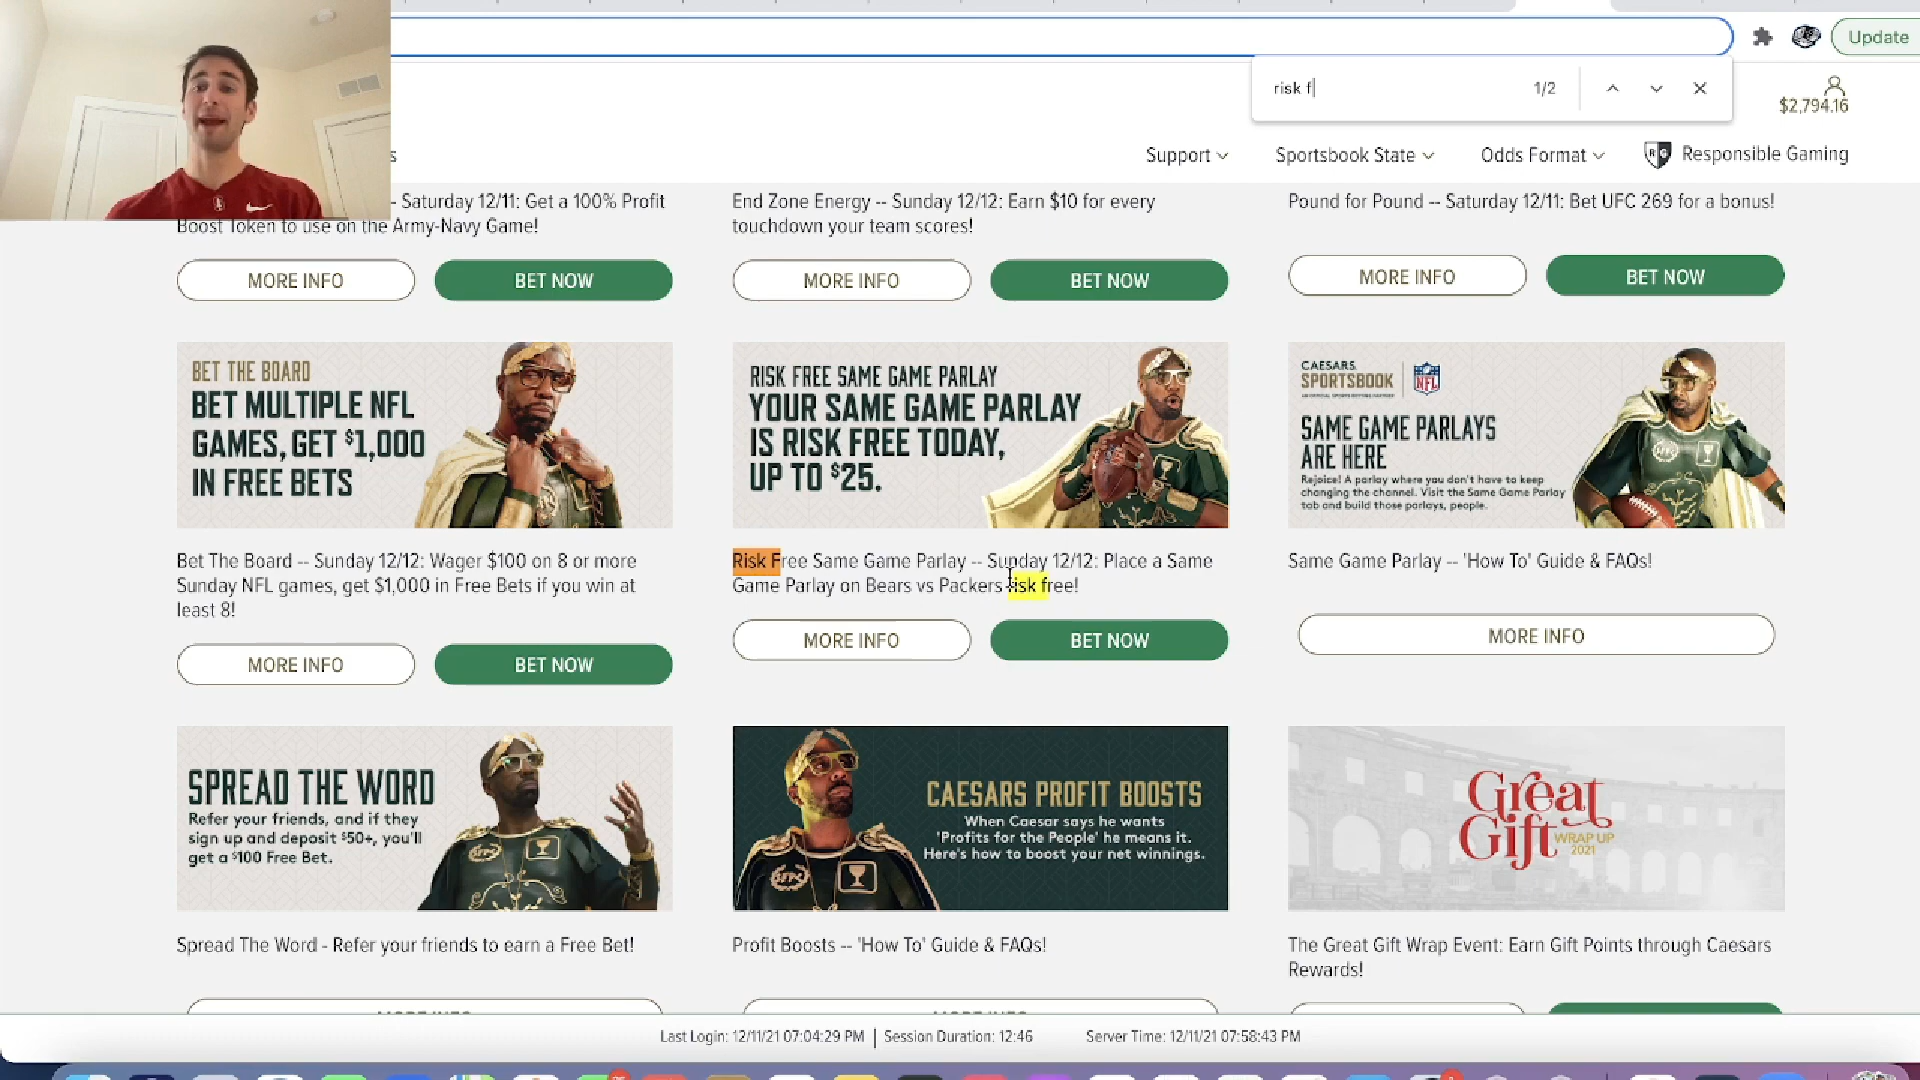 Update
risk f
1/2
$2,794.16
s
Support
Sportsbook State
Odds Format
RG
Responsible Gaming
- Saturday 12/11: Get a 100% Profit
Boost Token to use on the Army-Navy Game!
MORE INFO
BET NOW
End Zone Energy -- Sunday 12/12: Earn $10 for every
touchdown your team scores!
MORE INFO
BET NOW
Pound for Pound -- Saturday 12/11: Bet UFC 269 for a bonus!
MORE INFO
BET NOW
BET THE BOARD
BET MULTIPLE NFL
GAMES, GET $1,000
IN FREE BETS
Bet The Board -- Sunday 12/12: Wager $100 on 8 or more
Sunday NFL games, get $1,000 in Free Bets if you win at
least 8!
MORE INFO
BET NOW
RISK FREE SAME GAME PARLAY
YOUR SAME GAME PARLAY
IS RISK FREE TODAY,
UP TO $25.
Risk Free Same Game Parlay -- Sunday 12/12: Place a Same
Game Parlay on Bears vs Packers risk free!
MORE INFO
BET NOW
CAESARS
SPORTSBOOK
NFL
SAME GAME PARLAYS
ARE HERE
Rejoice! A parlay where you don't have to keep
changing the channel. Visit the Same Game Parlay
tab and build those parlays, people.
Same Game Parlay -- 'How To' Guide & FAQs!
MORE INFO
SPREAD THE WORD
Refer your friends, and if they
sign up and deposit $50+, you'll
get a $100 Free Bet.
Spread The Word - Refer your friends to earn a Free Bet!
MORE INFO
CAESARS PROFIT BOOSTS
When Caesar says he wants
'Profits for the People' he means it.
Here's how to boost your net winnings.
Profit Boosts -- 'How To' Guide & FAQs!
MORE INFO
Great
Gift
WRAP UP
2021
The Great Gift Wrap Event: Earn Gift Points through Caesars
Rewards!
Last Login: 12/11/21 07:04:29 PM | Session Duration: 12:46
Server Time: 12/11/21 07:58:43 PM